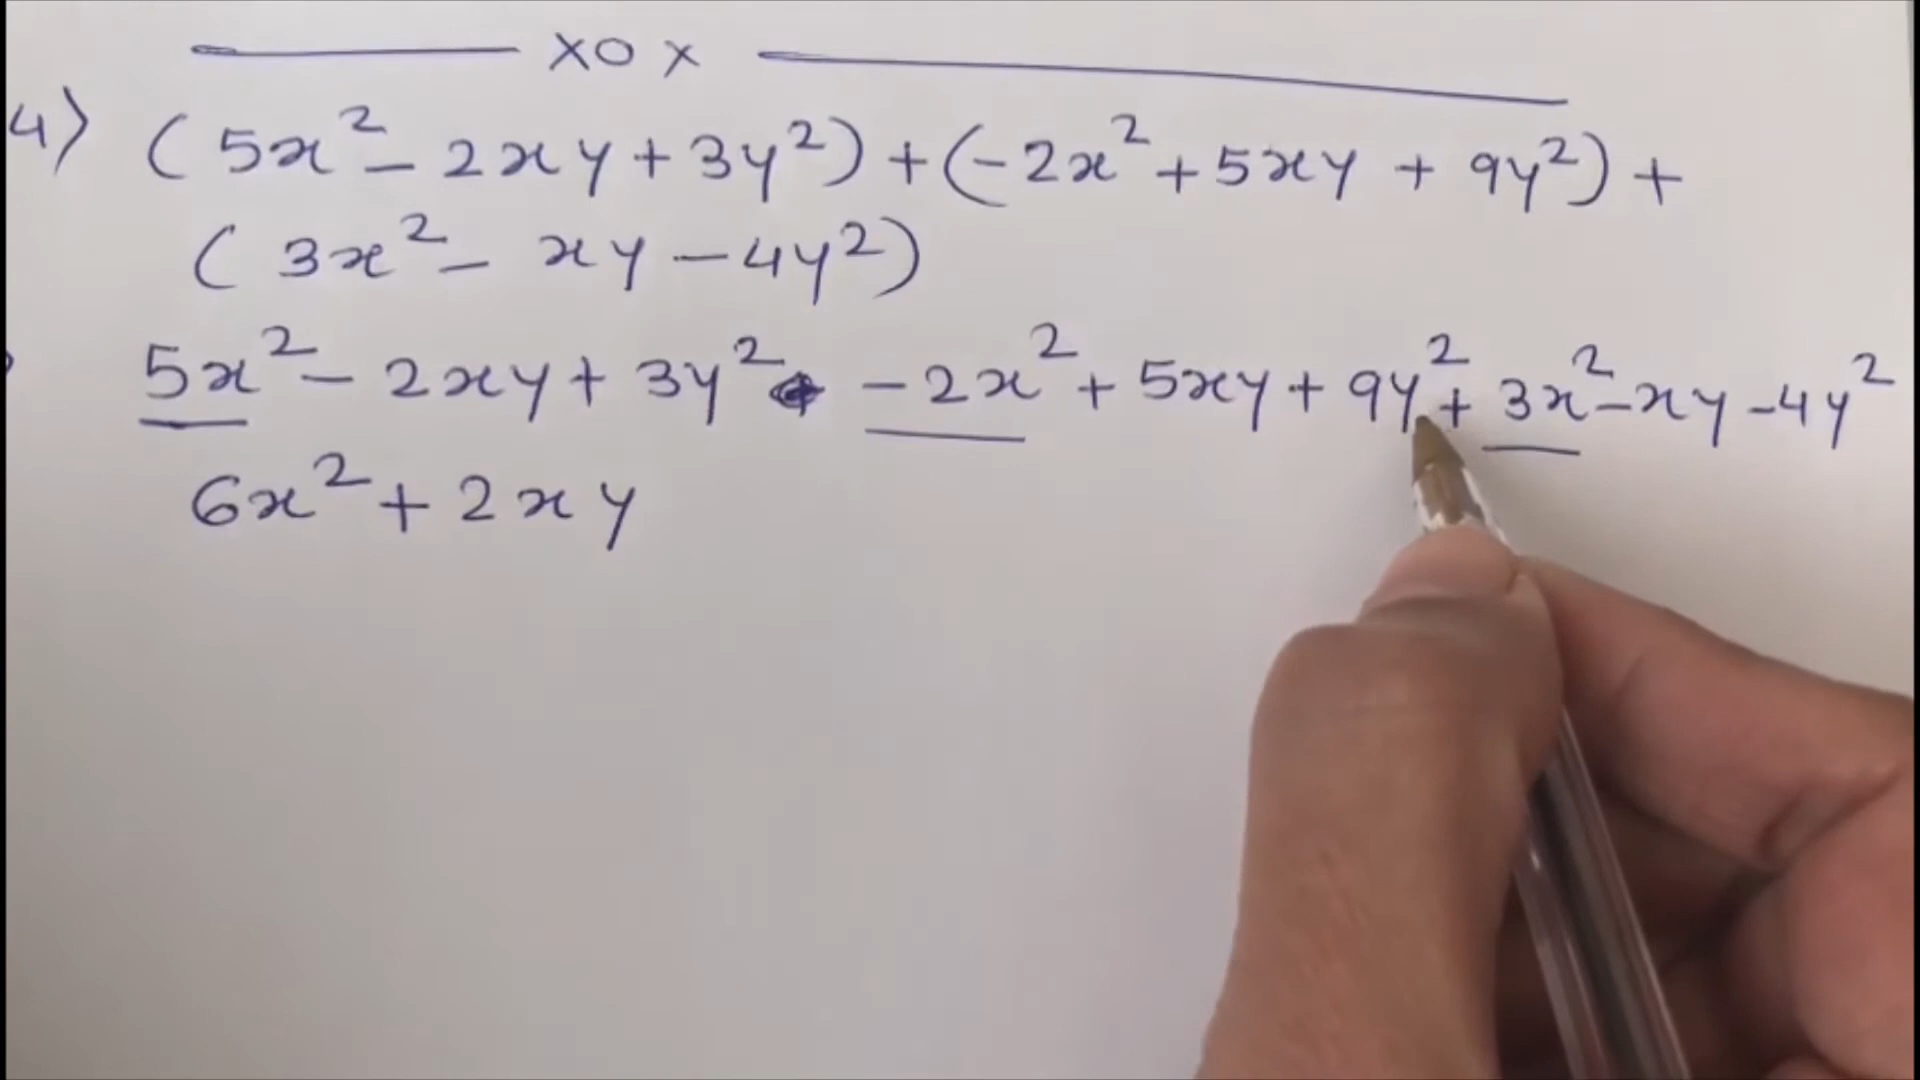 xox
4) (5x² - 2xy + 3y²) + (-2x² + 5xy + 9y²) +
(3x² - xy - 4y²)
5x² - 2xy + 3y² - 2x² + 5xy + 9y² + 3x² - xy - 4y²
6x² + 2xy